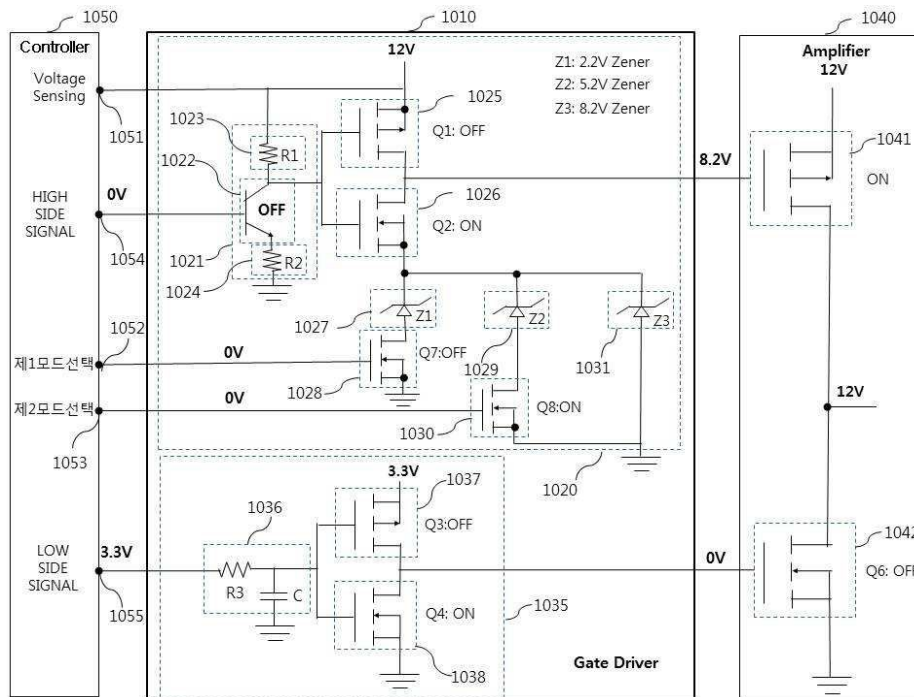 1050
1010
1040
Controller
Amplifier
12V
12V
Voltage
Sensing
Z1: 2.2V Zener
Z2: 5.2V Zener
Z3: 8.2V Zener
1051
1023
1025
1041
R1
Q1: OFF
1022
8.2V
HIGH
SIDE
SIGNAL
0V
OFF
1026
ON
Q2: ON
1054
1021
R2
1024
1052
1027
Z1
Z2
Z3
제1모드선택
0V
Q7:OFF
1029
1031
1028
제2모드선택
0V
Q8:ON
12V
1030
1053
1020
3.3V
1037
1036
Q3:OFF
1042
LOW
SIDE
SIGNAL
3.3V
0V
R3
C
Q4: ON
Q6: OFF
1055
1035
1038
Gate Driver